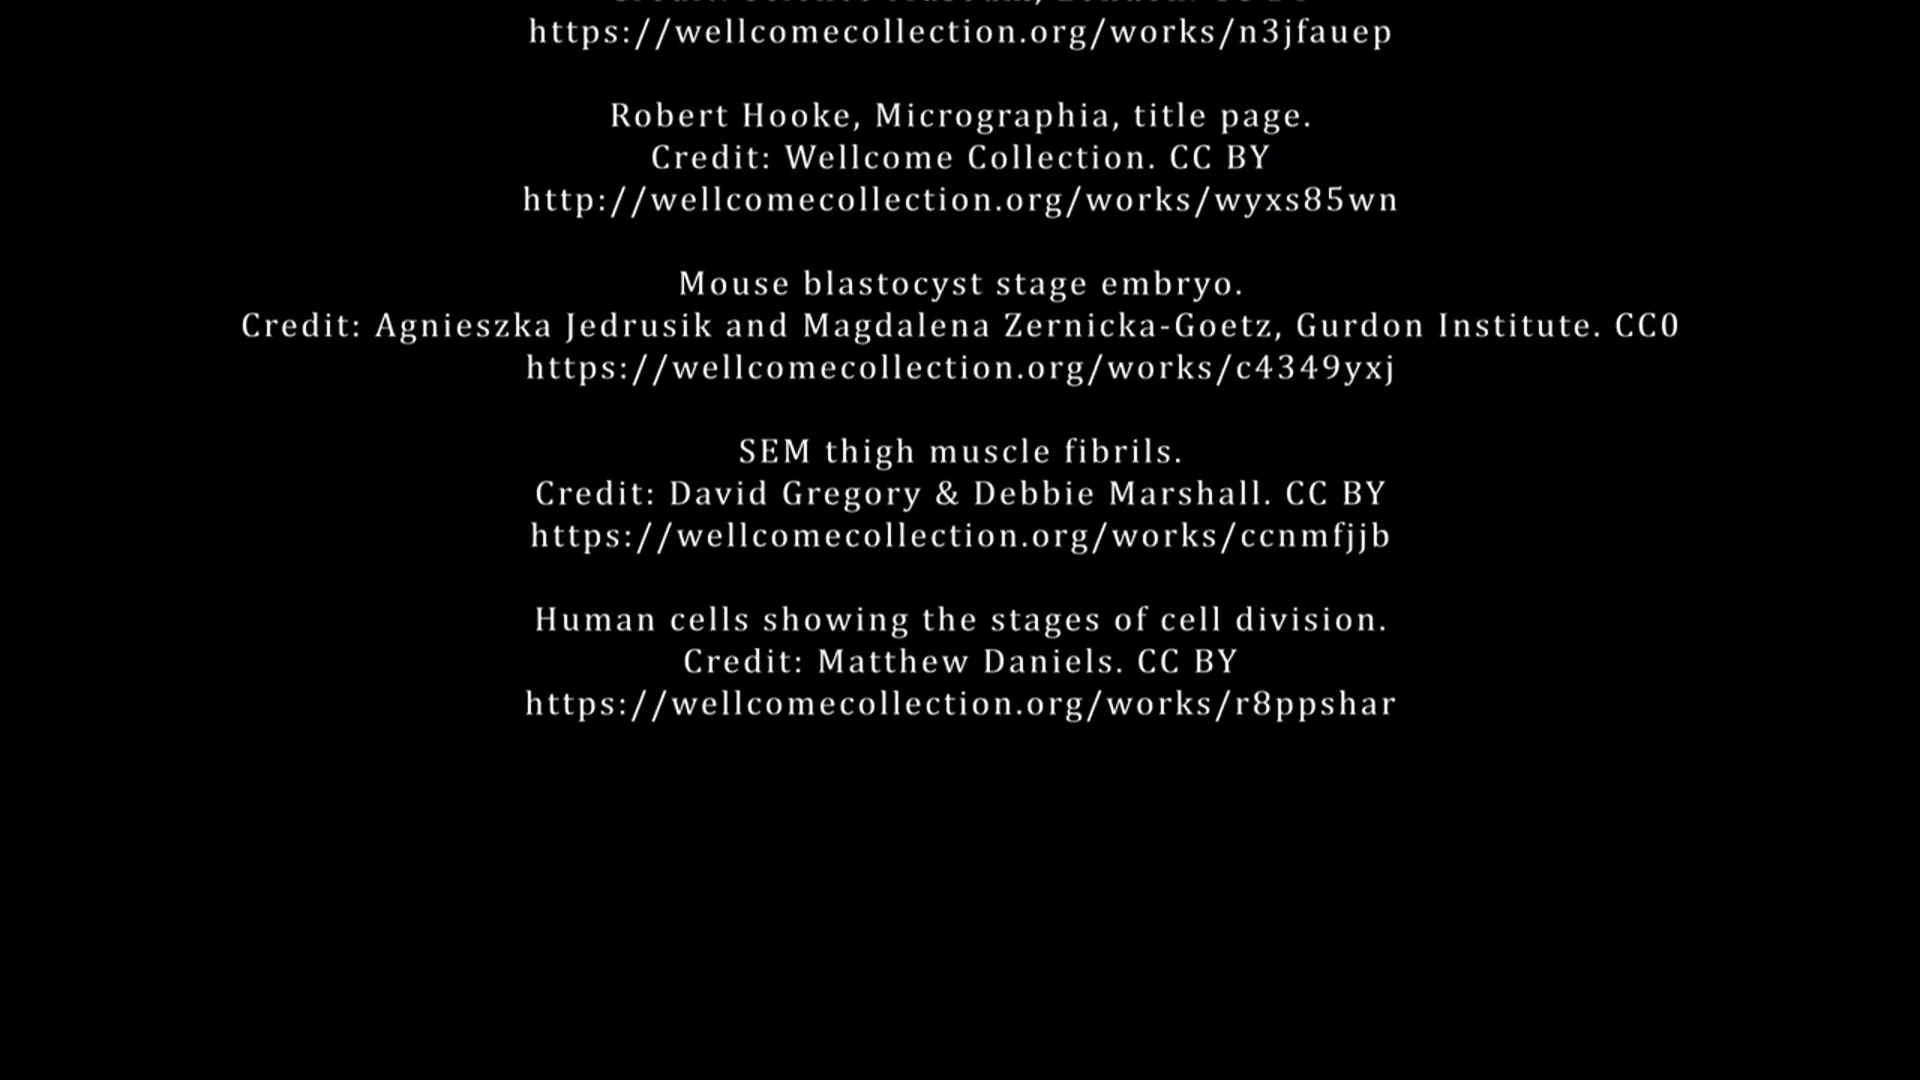 https://wellcomecollection.org/works/n3jfauep
Robert Hooke, Micrographia, title page.
Credit: Wellcome Collection. CC BY
http://wellcomecollection.org/works/wyxs85wn
Mouse blastocyst stage embryo.
Credit: Agnieszka Jedrusik and Magdalena Zernicka-Goetz, Gurdon Institute. CC0
https://wellcomecollection.org/works/c4349yxj
SEM thigh muscle fibrils.
Credit: David Gregory & Debbie Marshall. CC BY
https://wellcomecollection.org/works/ccnmfjjb
Human cells showing the stages of cell division.
Credit: Matthew Daniels. CC BY
https://wellcomecollection.org/works/r8ppshar